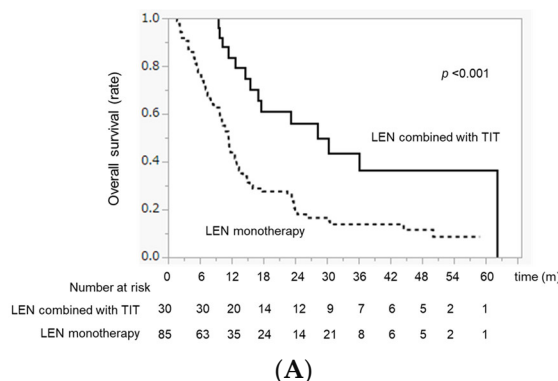 1.0
0.8
0.6
0.4
0.2
0.0
Overall survival (rate)
p <0.001
LEN combined with TIT
LEN monotherapy
0 6 12 18 24 30 36 42 48 54 60 time (m)
Number at risk
LEN combined with TIT 30 30 20 14 12 9 7 6 5 2 1
LEN monotherapy 85 63 35 24 14 21 8 6 5 2 1
(A)